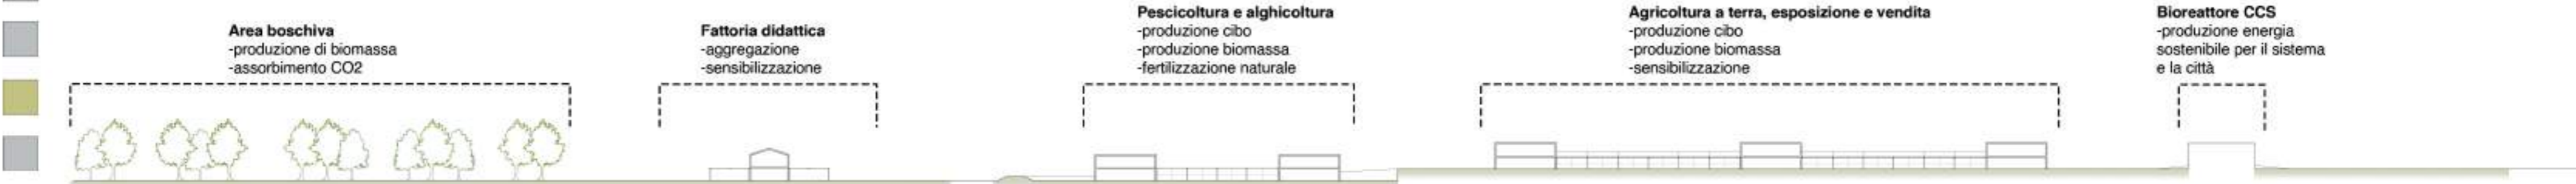 Area boschiva
-produzione di biomassa
-assorbimento CO2
Fattoria didattica
-aggregazione
-sensibilizzazione
Pescicoltura e alghicoltura
-produzione cibo
-produzione biomassa
-fertilizzazione naturale
Agricoltura a terra, esposizione e vendita
-produzione cibo
-produzione biomassa
-sensibilizzazione
Bioreattore CCS
-produzione energia
sostenibile per il sistema
e la città